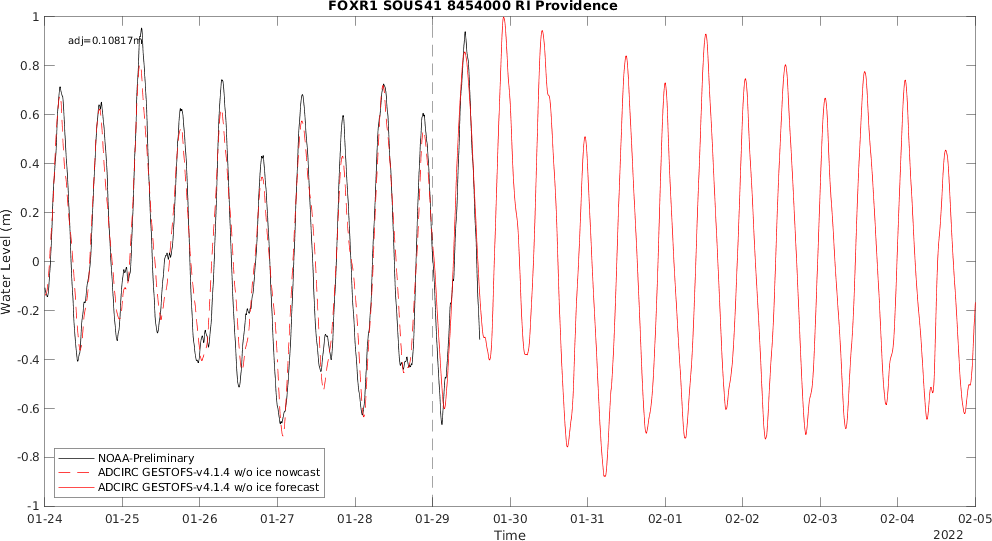 FOXR1 SOUS41 8454000 RI Providence
adj=0.10817m
Water Level (m)
1
0.8
0.6
0.4
0.2
0
-0.2
-0.4
-0.6
-0.8
-1
NOAA-Preliminary
ADCIRC GESTOFS-v4.1.4 w/o ice nowcast
ADCIRC GESTOFS-v4.1.4 w/o ice forecast
01-24 01-25 01-26 01-27 01-28 01-29 01-30 01-31 02-01 02-02 02-03 02-04 02-05
Time
2022